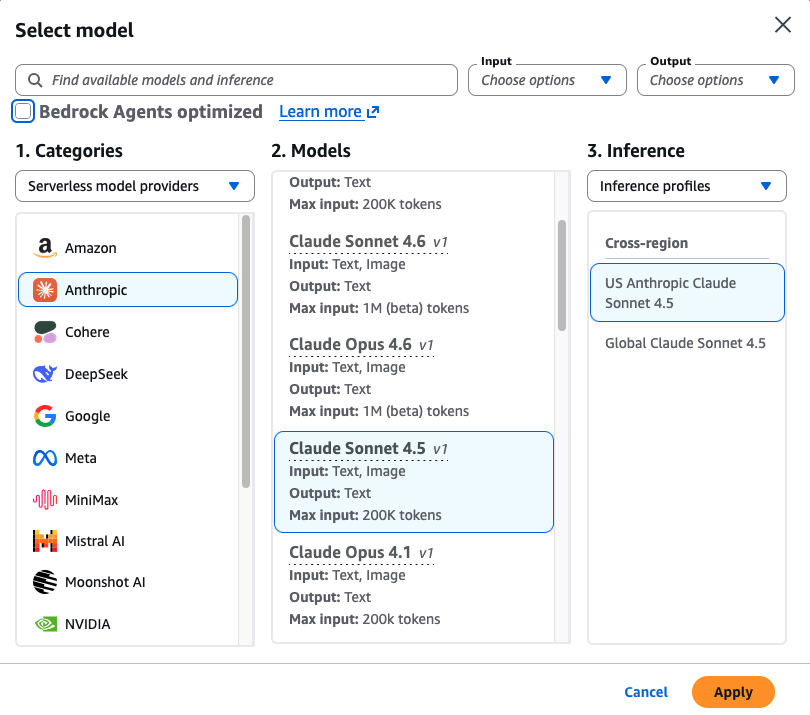 Select model
Find available models and inference
Input
Choose options
Output
Choose options
Bedrock Agents optimized Learn more
1. Categories
Serverless model providers
Amazon
Anthropic
Cohere
DeepSeek
Google
Meta
MiniMax
Mistral AI
Moonshot AI
NVIDIA
2. Models
Output: Text
Max input: 200K tokens
Claude Sonnet 4.6 v1
Input: Text, Image
Output: Text
Max input: 1M (beta) tokens
Claude Opus 4.6 v1
Input: Text, Image
Output: Text
Max input: 1M (beta) tokens
Claude Sonnet 4.5 v1
Input: Text, Image
Output: Text
Max input: 200K tokens
Claude Opus 4.1 v1
Input: Text, Image
Output: Text
Max input: 200k tokens
3. Inference
Inference profiles
Cross-region
US Anthropic Claude
Sonnet 4.5
Global Claude Sonnet 4.5
Cancel
Apply